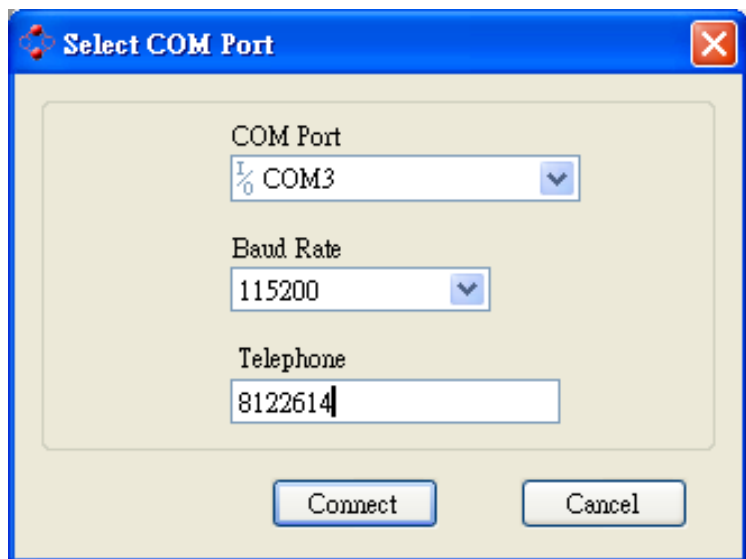 Select COM Port
COM Port
I/O COM3
Baud Rate
115200
Telephone
8122614
Connect Cancel